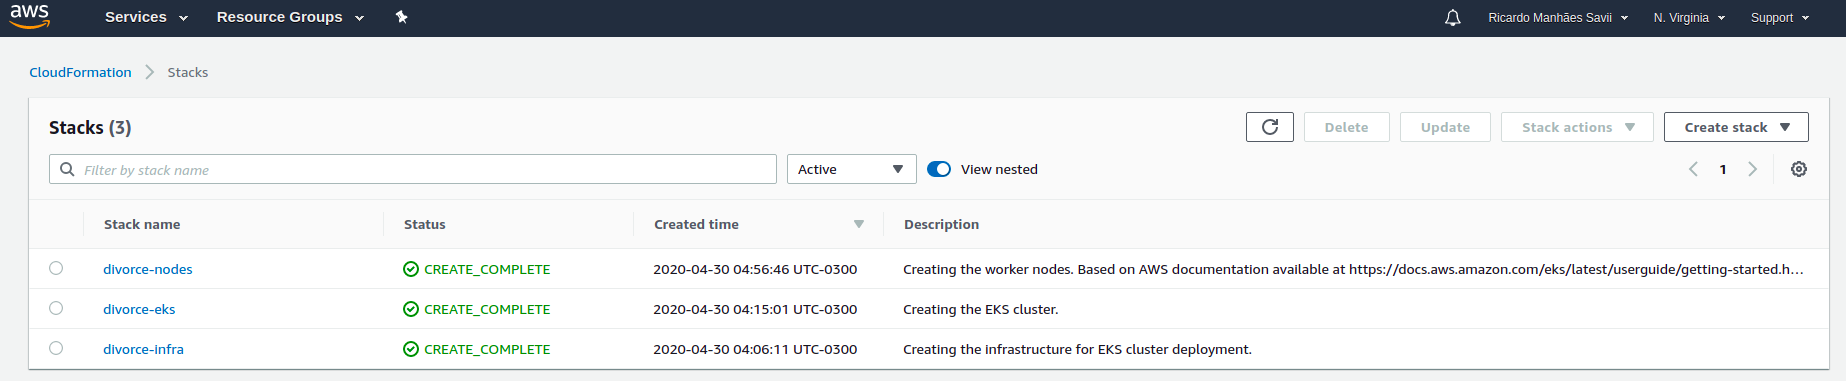 aws Services Resource Groups Ricardo Manhães Savii N. Virginia Support
CloudFormation Stacks
Stacks (3) Delete Update Stack actions Create stack
Filter by stack name Active View nested 1
Stack name Status Created time Description
divorce-nodes CREATE_COMPLETE 2020-04-30 04:56:46 UTC-0300 Creating the worker nodes. Based on AWS documentation available at https://docs.aws.amazon.com/eks/latest/userguide/getting-started.h...
divorce-eks CREATE_COMPLETE 2020-04-30 04:15:01 UTC-0300 Creating the EKS cluster.
divorce-infra CREATE_COMPLETE 2020-04-30 04:06:11 UTC-0300 Creating the infrastructure for EKS cluster deployment.